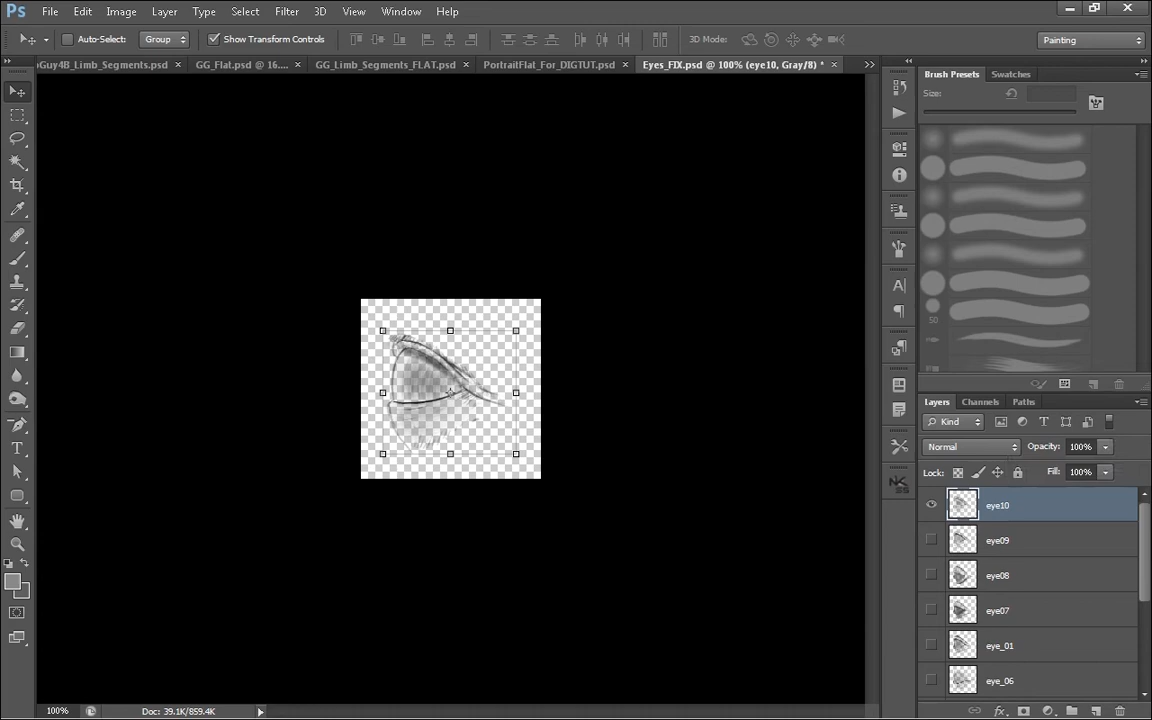 Ps File Edit Image Layer Type Select Filter 3D View Window Help
Auto-Select: Group Show Transform Controls 3D Mode: Painting
oGuy4B_Limb_Segments.psd × GG_Flat.psd @ 16.... × GG_Limb_Segments_FLAT.psd × PortraitFlat_For_DIGTUT.psd × Eyes_FIX.psd @ 100% (eye10, Gray/8) * ×
Brush Presets Swatches
Size:
50
Layers Channels Paths
Kind
Normal Opacity: 100%
Lock: Fill: 100%
eye10
eye09
eye08
eye07
eye_01
eye_06
100% Doc: 39.1K/859.4K